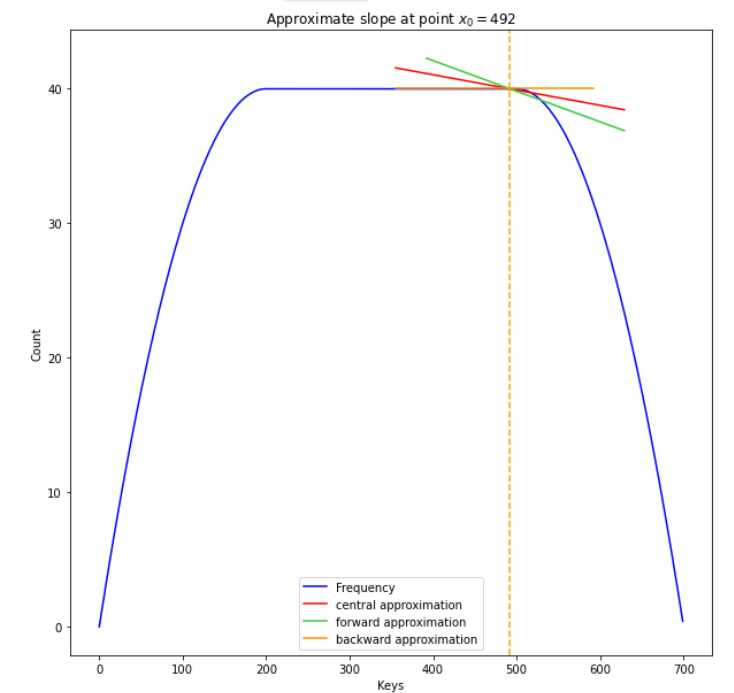 Approximate slope at point x₀ = 492
Count
40
30
20
10
0
0 100 200 300 400 500 600 700
Keys
Frequency
central approximation
forward approximation
backward approximation